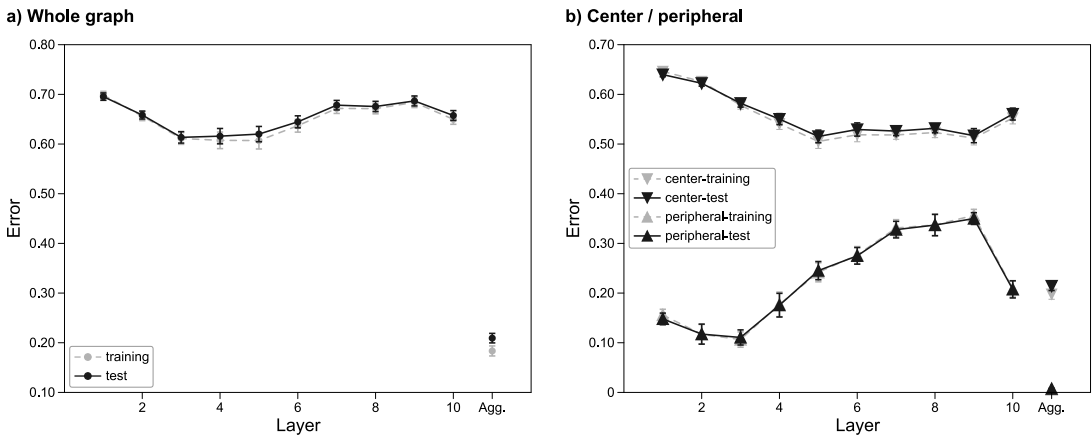 a) Whole graph
0.80
0.70
0.60
0.50
0.40
0.30
0.20
0.10
Error
training
test
2 4 6 8 10 Agg.
Layer
b) Center / peripheral
0.70
0.60
0.50
0.40
0.30
0.20
0.10
0
Error
center-training
center-test
peripheral-training
peripheral-test
2 4 6 8 10 Agg.
Layer